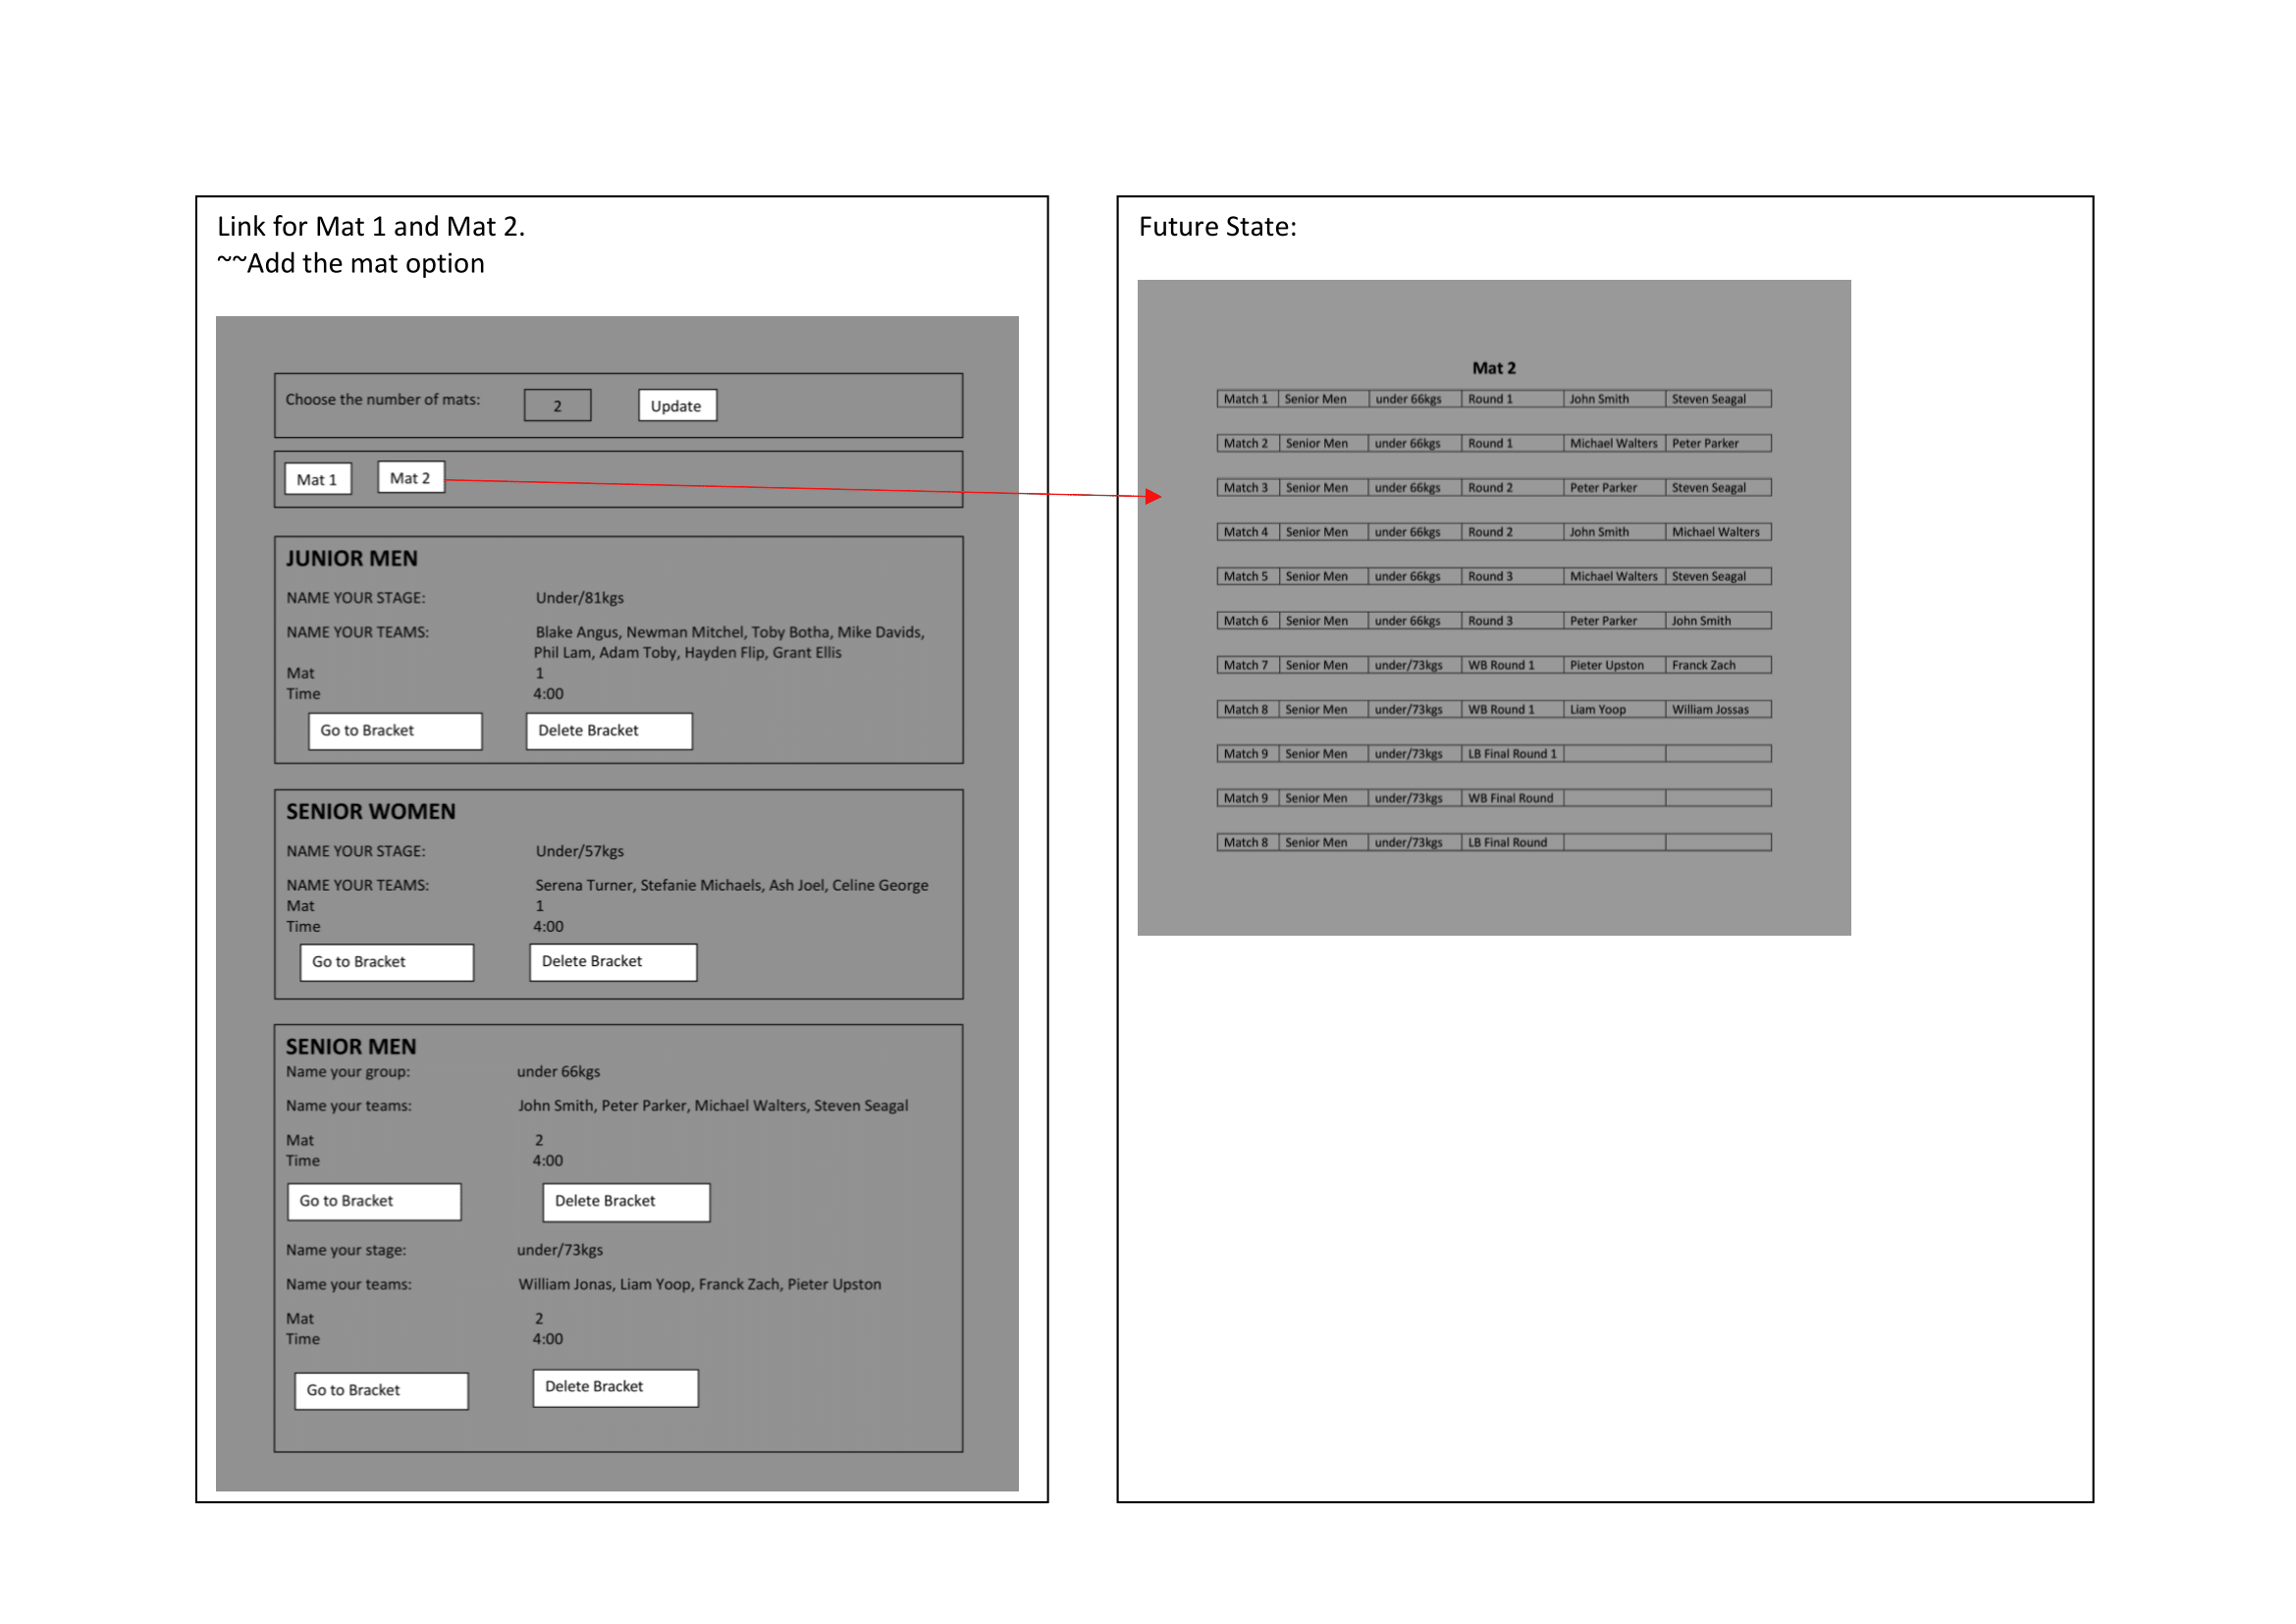 Link for Mat 1 and Mat 2.
~~Add the mat option
Choose the number of mats: 2 Update
Mat 1 Mat 2
JUNIOR MEN
NAME YOUR STAGE: Under/81kgs
NAME YOUR TEAMS: Blake Angus, Newman Mitchel, Toby Botha, Mike Davids,
Phil Lam, Adam Toby, Hayden Flip, Grant Ellis
Mat 1
Time 4:00
Go to Bracket Delete Bracket
SENIOR WOMEN
NAME YOUR STAGE: Under/57kgs
NAME YOUR TEAMS: Serena Turner, Stefanie Michaels, Ash Joel, Celine George
Mat 1
Time 4:00
Go to Bracket Delete Bracket
SENIOR MEN
Name your group: under 66kgs
Name your teams: John Smith, Peter Parker, Michael Walters, Steven Seagal
Mat 2
Time 4:00
Go to Bracket Delete Bracket
Name your stage: under/73kgs
Name your teams: William Jonas, Liam Yoop, Franck Zach, Pieter Upston
Mat 2
Time 4:00
Go to Bracket Delete Bracket
Future State:
Mat 2
Match 1 Senior Men under 66kgs Round 1 John Smith Steven Seagal
Match 2 Senior Men under 66kgs Round 1 Michael Walters Peter Parker
Match 3 Senior Men under 66kgs Round 2 Peter Parker Steven Seagal
Match 4 Senior Men under 66kgs Round 2 John Smith Michael Walters
Match 5 Senior Men under 66kgs Round 3 Michael Walters Steven Seagal
Match 6 Senior Men under 66kgs Round 3 Peter Parker John Smith
Match 7 Senior Men under/73kgs WB Round 1 Pieter Upston Franck Zach
Match 8 Senior Men under/73kgs WB Round 1 Liam Yoop William Jossas
Match 9 Senior Men under/73kgs LB Final Round 1
Match 9 Senior Men under/73kgs WB Final Round
Match 8 Senior Men under/73kgs LB Final Round